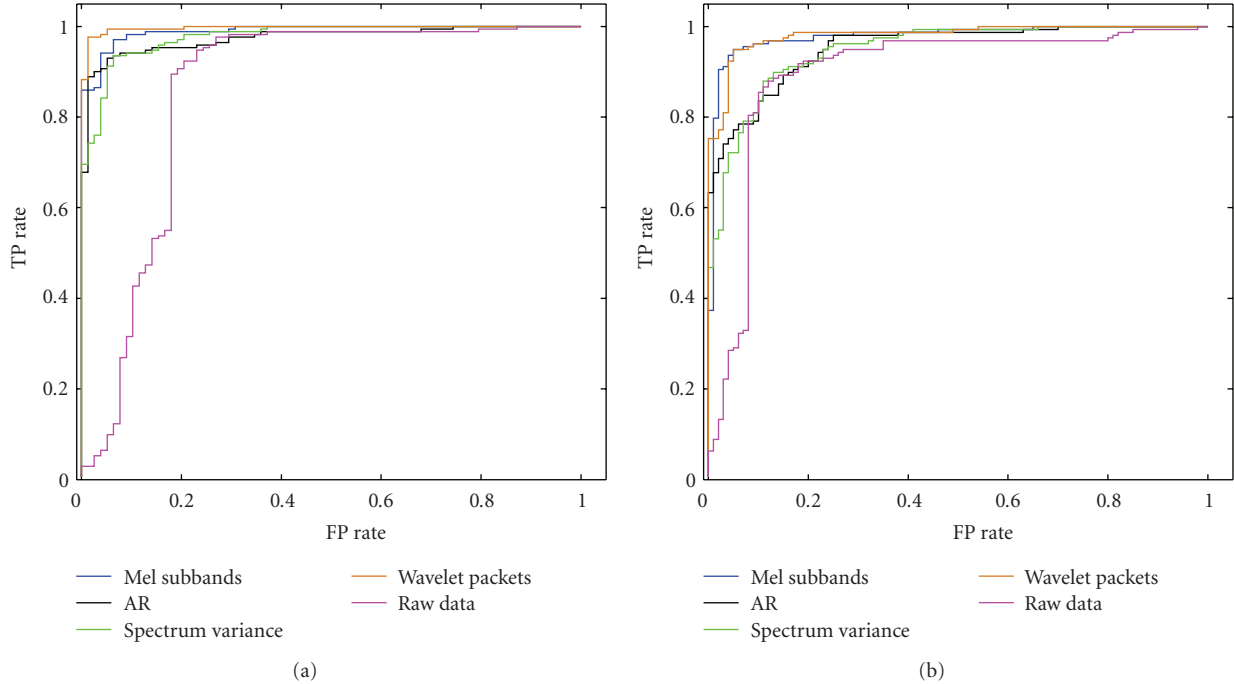 1
0.8
0.6
0.4
0.2
0
TP rate
0 0.2 0.4 0.6 0.8 1
FP rate
Mel subbands
AR
Spectrum variance
Wavelet packets
Raw data
(a)
1
0.8
0.6
0.4
0.2
0
TP rate
0 0.2 0.4 0.6 0.8 1
FP rate
Mel subbands
AR
Spectrum variance
Wavelet packets
Raw data
(b)